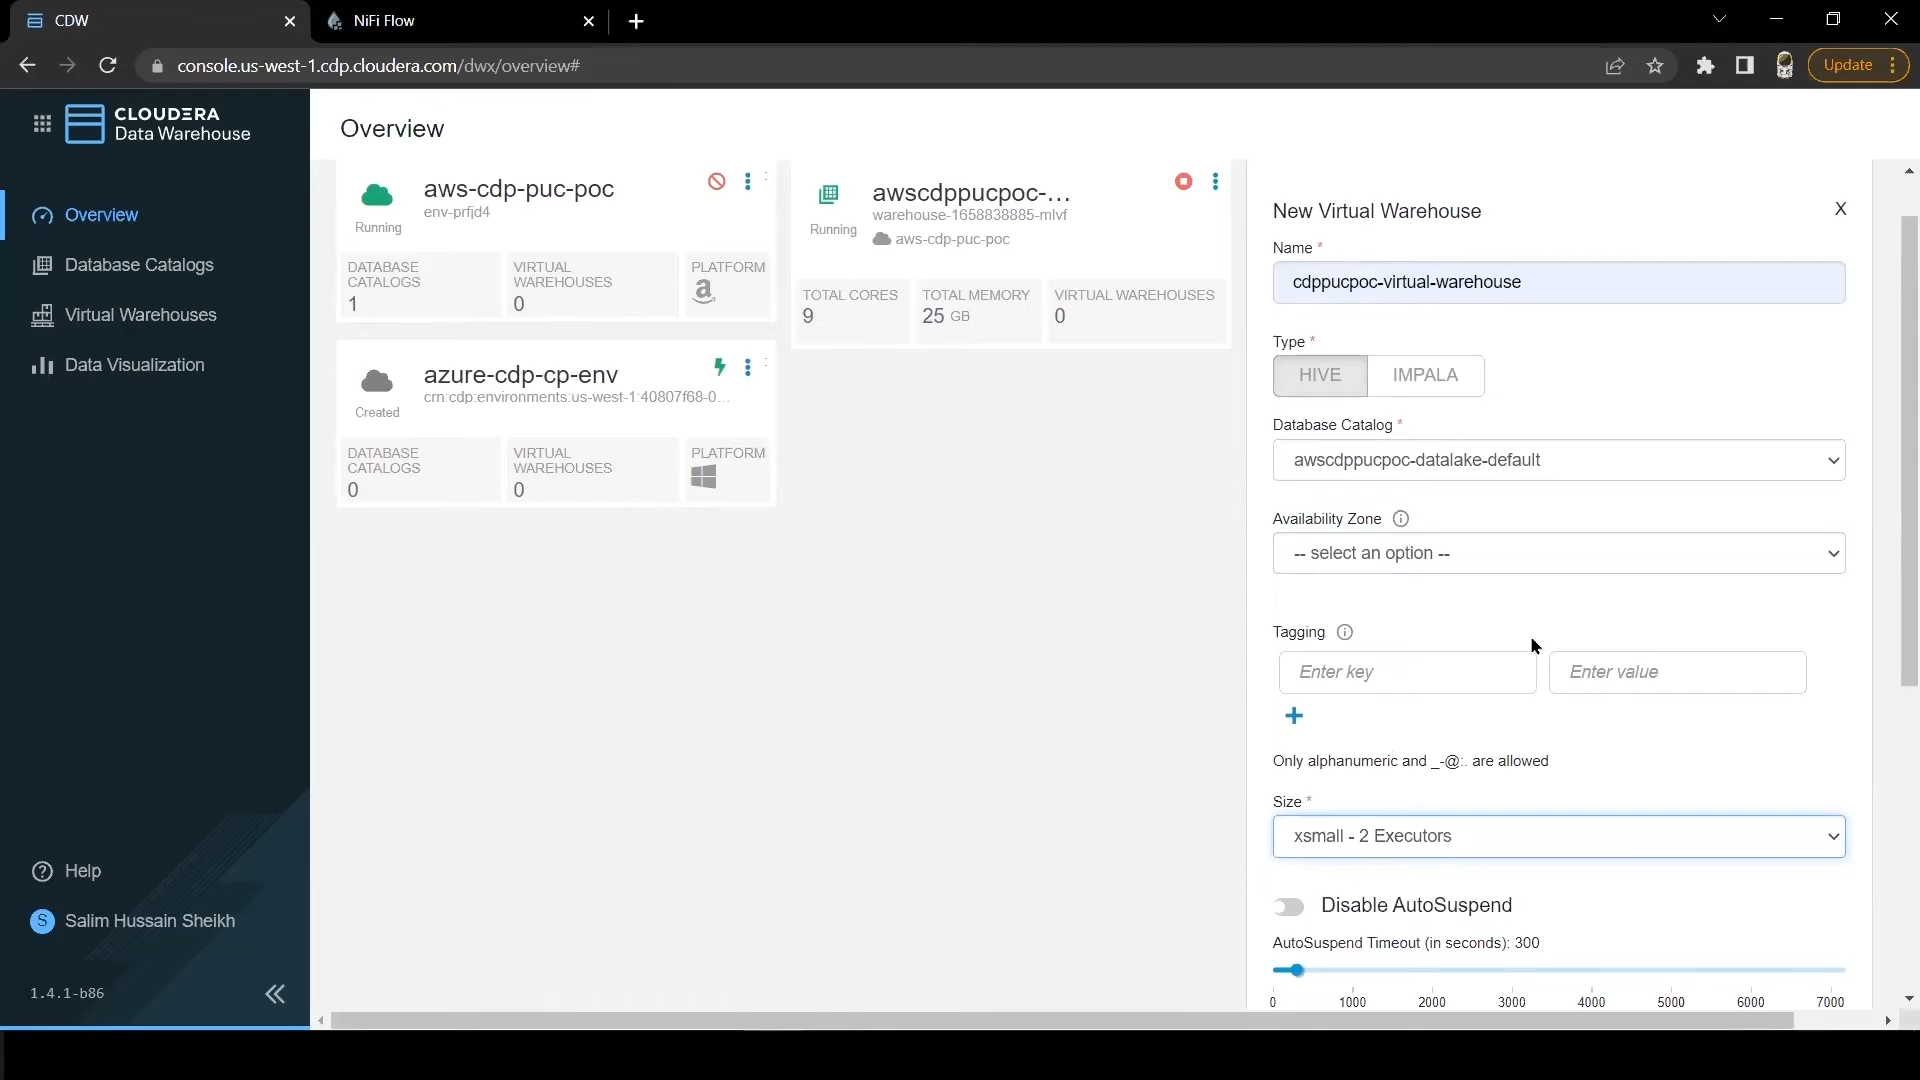 CDW
NiFi Flow
console.us-west-1.cdp.cloudera.com/dwx/overview#
Update
CLOUDERA
Data Warehouse
Overview
Database Catalogs
Virtual Warehouses
Data Visualization
Help
S
Salim Hussain Sheikh
1.4.1-b86
Overview
aws-cdp-puc-poc
env-prfjd4
Running
DATABASE
CATALOGS
1
VIRTUAL
WAREHOUSES
0
PLATFORM
azure-cdp-cp-env
crn:cdp:environments:us-west-1:40807f68-0...
Created
DATABASE
CATALOGS
0
VIRTUAL
WAREHOUSES
0
PLATFORM
awscdppucpoc-...
warehouse-1658838885-mlvf
Running
aws-cdp-puc-poc
TOTAL CORES
9
TOTAL MEMORY
25 GB
VIRTUAL WAREHOUSES
0
New Virtual Warehouse
X
Name *
cdppucpoc-virtual-warehouse
Type *
HIVE
IMPALA
Database Catalog *
awscdppucpoc-datalake-default
Availability Zone
-- select an option --
Tagging
Enter key
Enter value
Only alphanumeric and _-@:. are allowed
Size *
xsmall - 2 Executors
Disable AutoSuspend
AutoSuspend Timeout (in seconds): 300
0 1000 2000 3000 4000 5000 6000 7000